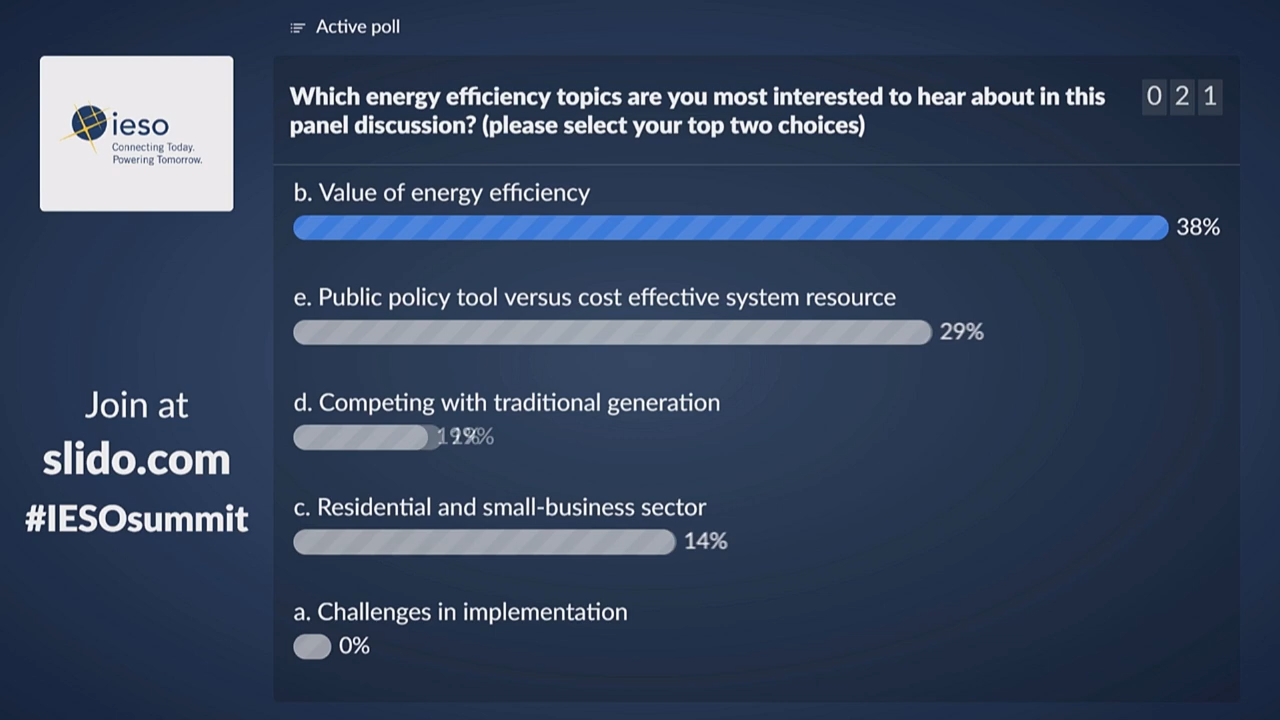 Active poll
ieso
Connecting Today.
Powering Tomorrow.
Which energy efficiency topics are you most interested to hear about in this
panel discussion? (please select your top two choices)
0 2 1
b. Value of energy efficiency
38%
e. Public policy tool versus cost effective system resource
29%
d. Competing with traditional generation
c. Residential and small-business sector
14%
a. Challenges in implementation
0%
Join at
slido.com
#IESOsummit